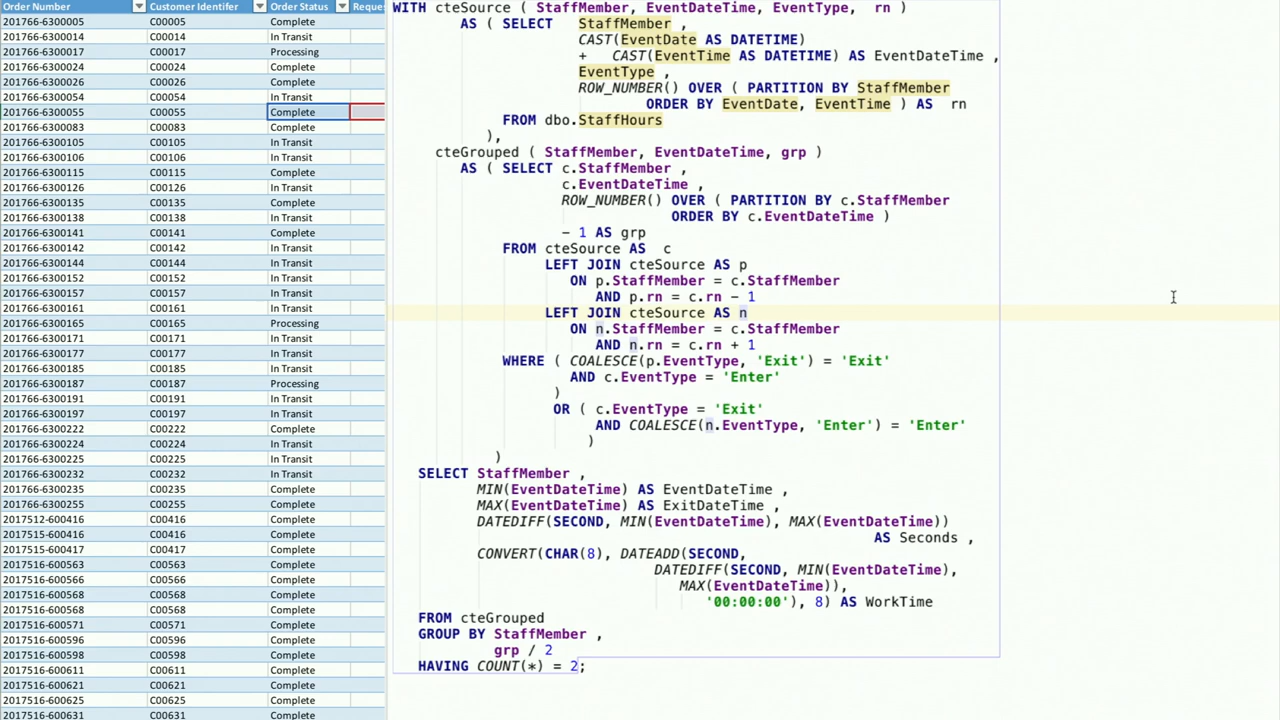 Order Number Customer Identifer Order Status Reques
201766-6300005 C00005 Complete
201766-6300014 C00014 In Transit
201766-6300017 C00017 Processing
201766-6300024 C00024 Complete
201766-6300026 C00026 Complete
201766-6300054 C00054 In Transit
201766-6300055 C00055 Complete
201766-6300083 C00083 Complete
201766-6300105 C00105 In Transit
201766-6300106 C00106 In Transit
201766-6300115 C00115 Complete
201766-6300126 C00126 In Transit
201766-6300135 C00135 Complete
201766-6300138 C00138 In Transit
201766-6300141 C00141 Complete
201766-6300142 C00142 In Transit
201766-6300144 C00144 In Transit
201766-6300152 C00152 In Transit
201766-6300157 C00157 In Transit
201766-6300161 C00161 In Transit
201766-6300165 C00165 Processing
201766-6300171 C00171 In Transit
201766-6300177 C00177 In Transit
201766-6300185 C00185 In Transit
201766-6300187 C00187 Processing
201766-6300191 C00191 In Transit
201766-6300197 C00197 In Transit
201766-6300222 C00222 Complete
201766-6300224 C00224 In Transit
201766-6300225 C00225 In Transit
201766-6300232 C00232 In Transit
201766-6300235 C00235 Complete
201766-6300255 C00255 Complete
2017512-600416 C00416 Complete
2017515-600416 C00416 Complete
2017515-600417 C00417 Complete
2017516-600563 C00563 Complete
2017516-600566 C00566 Complete
2017516-600568 C00568 Complete
2017516-600568 C00568 Complete
2017516-600571 C00571 Complete
2017516-600596 C00596 Complete
2017516-600598 C00598 Complete
2017516-600611 C00611 Complete
2017516-600621 C00621 Complete
2017516-600625 C00625 Complete
2017516-600631 C00631 Complete
WITH cteSource ( StaffMember, EventDateTime, EventType, rn )
AS ( SELECT StaffMember ,
CAST(EventDate AS DATETIME)
+ CAST(EventTime AS DATETIME) AS EventDateTime ,
EventType ,
ROW_NUMBER() OVER ( PARTITION BY StaffMember
ORDER BY EventDate, EventTime ) AS rn
FROM dbo.StaffHours
),
cteGrouped ( StaffMember, EventDateTime, grp )
AS ( SELECT c.StaffMember ,
c.EventDateTime ,
ROW_NUMBER() OVER ( PARTITION BY c.StaffMember
ORDER BY c.EventDateTime )
- 1 AS grp
FROM cteSource AS c
LEFT JOIN cteSource AS p
ON p.StaffMember = c.StaffMember
AND p.rn = c.rn - 1
LEFT JOIN cteSource AS n
ON n.StaffMember = c.StaffMember
AND n.rn = c.rn + 1
WHERE ( COALESCE(p.EventType, 'Exit') = 'Exit'
AND c.EventType = 'Enter'
)
OR ( c.EventType = 'Exit'
AND COALESCE(n.EventType, 'Enter') = 'Enter'
)
)
SELECT StaffMember ,
MIN(EventDateTime) AS EventDateTime ,
MAX(EventDateTime) AS ExitDateTime ,
DATEDIFF(SECOND, MIN(EventDateTime), MAX(EventDateTime))
AS Seconds ,
CONVERT(CHAR(8), DATEADD(SECOND,
DATEDIFF(SECOND, MIN(EventDateTime),
MAX(EventDateTime)),
'00:00:00'), 8) AS WorkTime
FROM cteGrouped
GROUP BY StaffMember ,
grp / 2
HAVING COUNT(*) = 2;